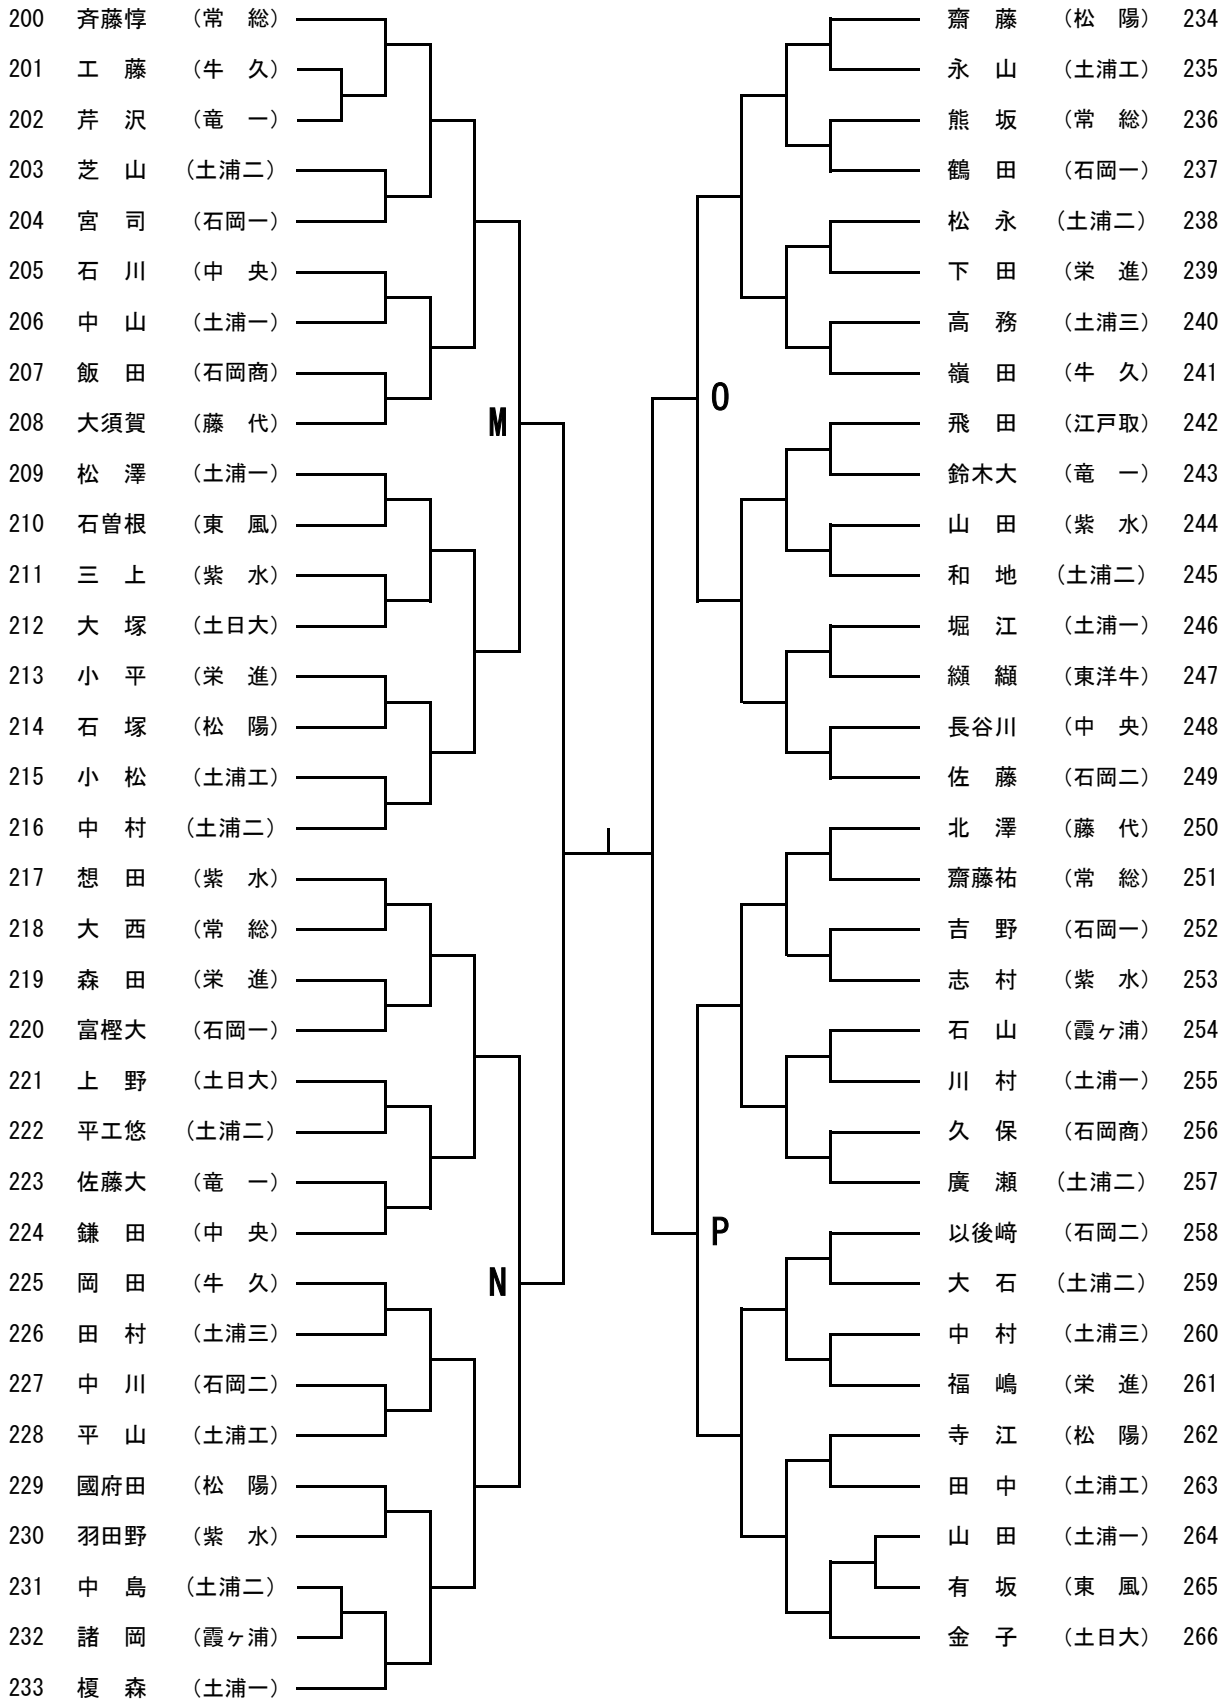 200 斉藤惇 （常　総）
201 工　藤 （牛　久）
202 芹　沢 （竜　一）
203 芝　山 （土浦二）
204 宮　司 （石岡一）
205 石　川 （中　央）
206 中　山 （土浦一）
207 飯　田 （石岡商）
208 大須賀 （藤　代）
M
209 松　澤 （土浦一）
210 石曽根 （東　風）
211 三　上 （紫　水）
212 大　塚 （土日大）
213 小　平 （栄　進）
214 石　塚 （松　陽）
215 小　松 （土浦工）
216 中　村 （土浦二）
217 想　田 （紫　水）
218 大　西 （常　総）
219 森　田 （栄　進）
220 富樫大 （石岡一）
221 上　野 （土日大）
222 平工悠 （土浦二）
223 佐藤大 （竜　一）
224 鎌　田 （中　央）
225 岡　田 （牛　久）
N
226 田　村 （土浦三）
227 中　川 （石岡二）
228 平　山 （土浦工）
229 國府田 （松　陽）
230 羽田野 （紫　水）
231 中　島 （土浦二）
232 諸　岡 （霞ヶ浦）
233 榎　森 （土浦一）
齋　藤 （松　陽） 234
永　山 （土浦工） 235
熊　坂 （常　総） 236
鶴　田 （石岡一） 237
松　永 （土浦二） 238
下　田 （栄　進） 239
高　務 （土浦三） 240
嶺　田 （牛　久） 241
O
飛　田 （江戸取） 242
鈴木大 （竜　一） 243
山　田 （紫　水） 244
和　地 （土浦二） 245
堀　江 （土浦一） 246
纐　纈 （東洋牛） 247
長谷川 （中　央） 248
佐　藤 （石岡二） 249
北　澤 （藤　代） 250
齋藤祐 （常　総） 251
吉　野 （石岡一） 252
志　村 （紫　水） 253
石　山 （霞ヶ浦） 254
川　村 （土浦一） 255
久　保 （石岡商） 256
廣　瀬 （土浦二） 257
P
以後﨑 （石岡二） 258
大　石 （土浦二） 259
中　村 （土浦三） 260
福　嶋 （栄　進） 261
寺　江 （松　陽） 262
田　中 （土浦工） 263
山　田 （土浦一） 264
有　坂 （東　風） 265
金　子 （土日大） 266